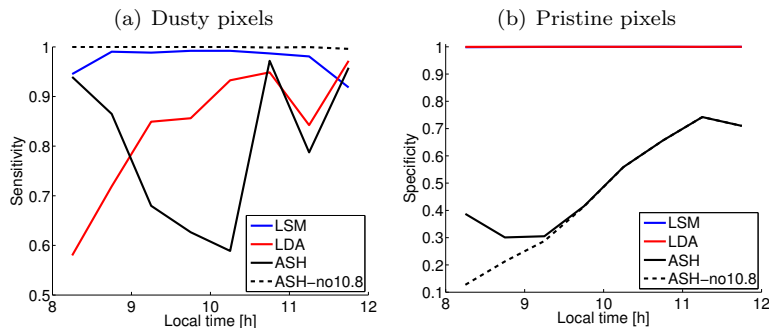 (a) Dusty pixels
1
0.9
0.8
0.7
0.6
0.5
Sensitivity
8 9 10 11 12
Local time [h]
LSM
LDA
ASH
ASH−no10.8
(b) Pristine pixels
1
0.9
0.8
0.7
0.6
0.5
0.4
0.3
0.2
0.1
Specificity
8 9 10 11 12
Local time [h]
LSM
LDA
ASH
ASH−no10.8